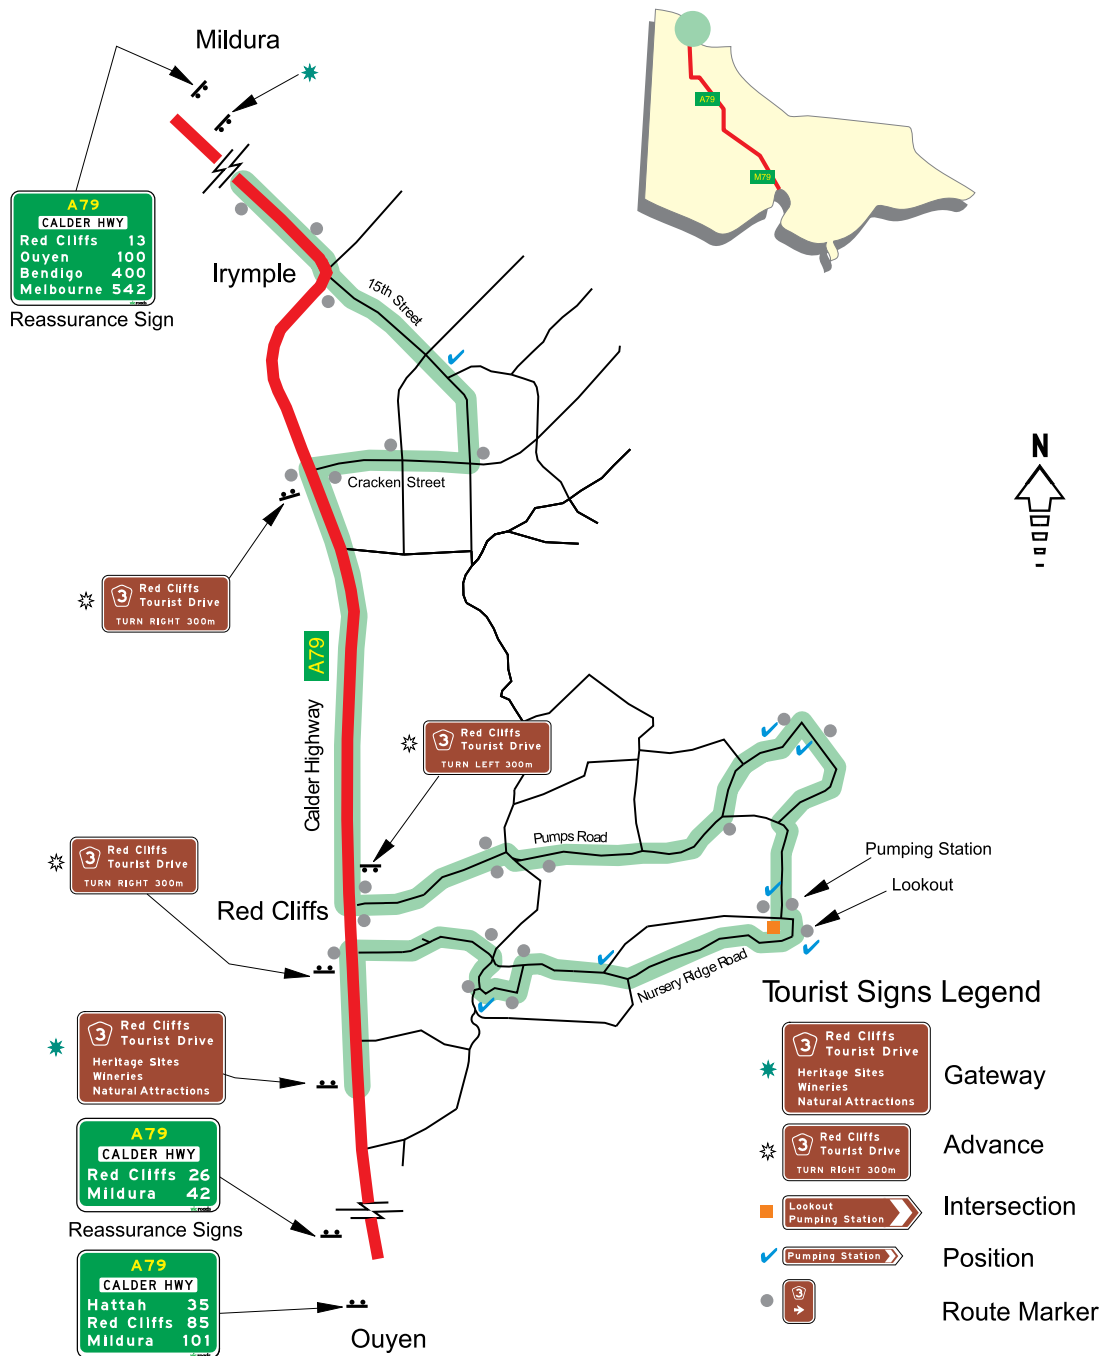 Mildura
A79
M79
A79
CALDER HWY
Red Cliffs 13
Ouyen 100
Bendigo 400
Melbourne 542
vicroads
Reassurance Sign
Irymple
15th Street
Cracken Street
N
3 Red Cliffs
Tourist Drive
TURN RIGHT 300m
A79
Calder Highway
3 Red Cliffs
Tourist Drive
TURN LEFT 300m
Pumps Road
3 Red Cliffs
Tourist Drive
TURN RIGHT 300m
Pumping Station
Lookout
Red Cliffs
Nursery Ridge Road
3 Red Cliffs
Tourist Drive
Heritage Sites
Wineries
Natural Attractions
A79
CALDER HWY
Red Cliffs 26
Mildura 42
vicroads
Reassurance Signs
A79
CALDER HWY
Hattah 35
Red Cliffs 85
Mildura 101
vicroads
Ouyen
Tourist Signs Legend
3 Red Cliffs
Tourist Drive
Heritage Sites
Wineries
Natural Attractions
Gateway
3 Red Cliffs
Tourist Drive
TURN RIGHT 300m
Advance
Lookout
Pumping Station
Intersection
Pumping Station
Position
3
Route Marker